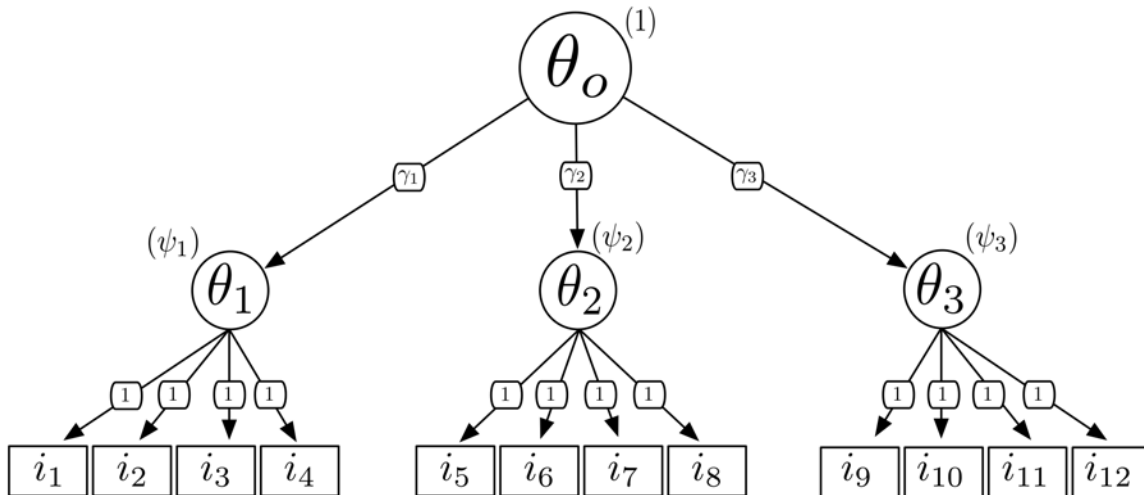 (1)
θₒ
γ₁ γ₂ γ₃
(ψ₁) (ψ₂) (ψ₃)
θ₁ θ₂ θ₃
1 1 1 1 1 1 1 1 1 1 1 1
i₁ i₂ i₃ i₄ i₅ i₆ i₇ i₈ i₉ i₁₀ i₁₁ i₁₂